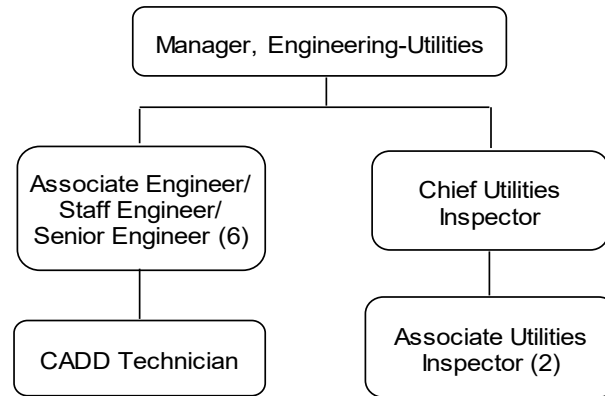 Manager, Engineering-Utilities
Associate Engineer/
Staff Engineer/
Senior Engineer (6)
Chief Utilities
Inspector
CADD Technician
Associate Utilities
Inspector (2)